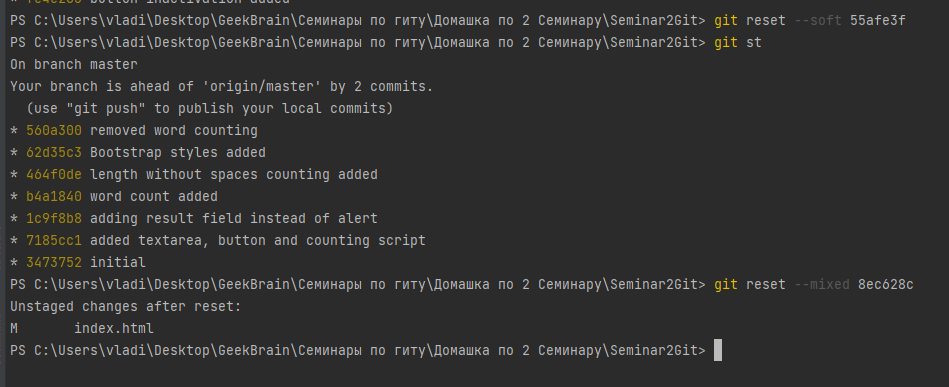 PS C:\Users\vladi\Desktop\GeekBrain\Семинары по гиту\Домашка по 2 Семинару\Seminar2Git> git reset --soft 55afe3f
PS C:\Users\vladi\Desktop\GeekBrain\Семинары по гиту\Домашка по 2 Семинару\Seminar2Git> git st
On branch master
Your branch is ahead of 'origin/master' by 2 commits.
(use "git push" to publish your local commits)
* 560a300 removed word counting
* 62d35c3 Bootstrap styles added
* 464f0de length without spaces counting added
* b4a1840 word count added
* 1c9f8b8 adding result field instead of alert
* 7185cc1 added textarea, button and counting script
* 3473752 initial
PS C:\Users\vladi\Desktop\GeekBrain\Семинары по гиту\Домашка по 2 Семинару\Seminar2Git> git reset --mixed 8ec628c
Unstaged changes after reset:
M index.html
PS C:\Users\vladi\Desktop\GeekBrain\Семинары по гиту\Домашка по 2 Семинару\Seminar2Git>